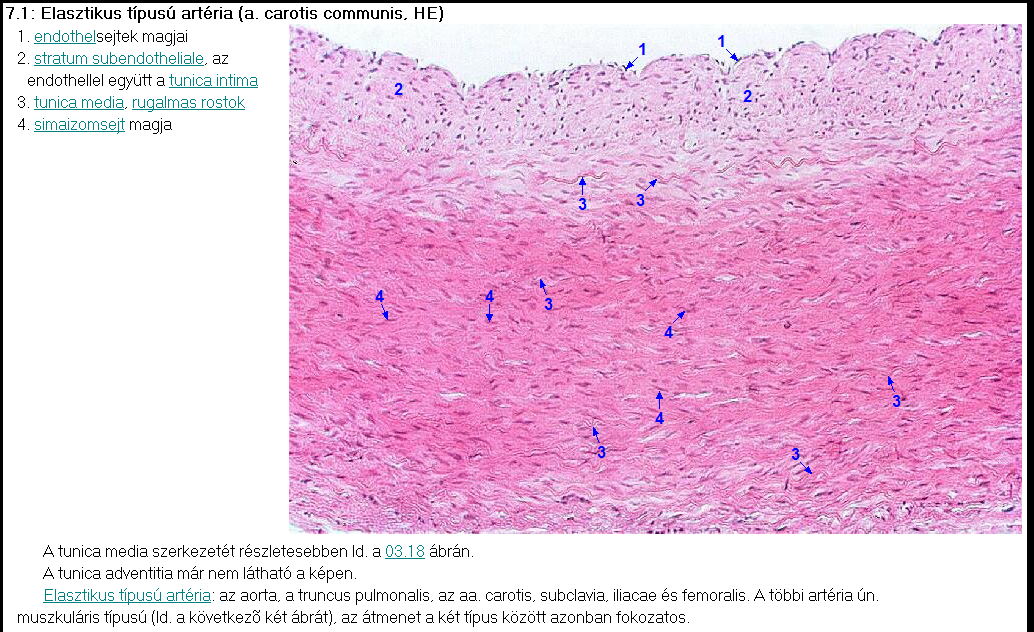 7.1: Elasztikus típusú artéria (a. carotis communis, HE)
1. endothelsejtek magjai
2. stratum subendotheliale, az
endothellel együtt a tunica intima
3. tunica media, rugalmas rostok
4. simaizomsejt magja
1
1
2
2
3
3
4
4
3
4
3
4
3
3
A tunica media szerkezetét részletesebben ld. a 03.18 ábrán.
A tunica adventitia már nem látható a képen.
Elasztikus típusú artéria: az aorta, a truncus pulmonalis, az aa. carotis, subclavia, iliacae és femoralis. A többi artéria ún.
muszkuláris típusú (ld. a következõ két ábrát), az átmenet a két típus között azonban fokozatos.